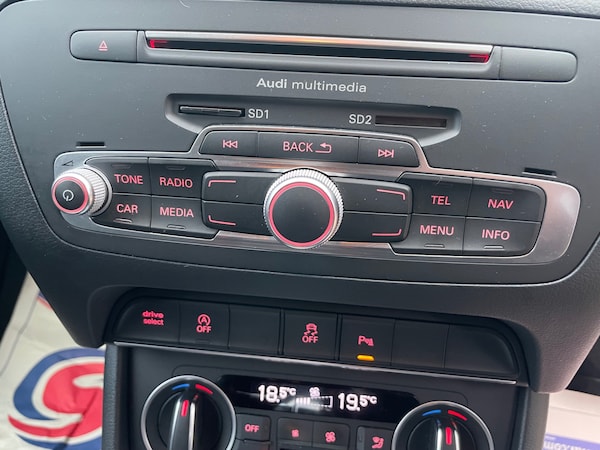 Audi multimedia
SD1 SD2
BACK
TONE RADIO
TEL NAV
CAR MEDIA
MENU INFO
drive select
OFF
OFF
18.5°C 19.5°C
OFF